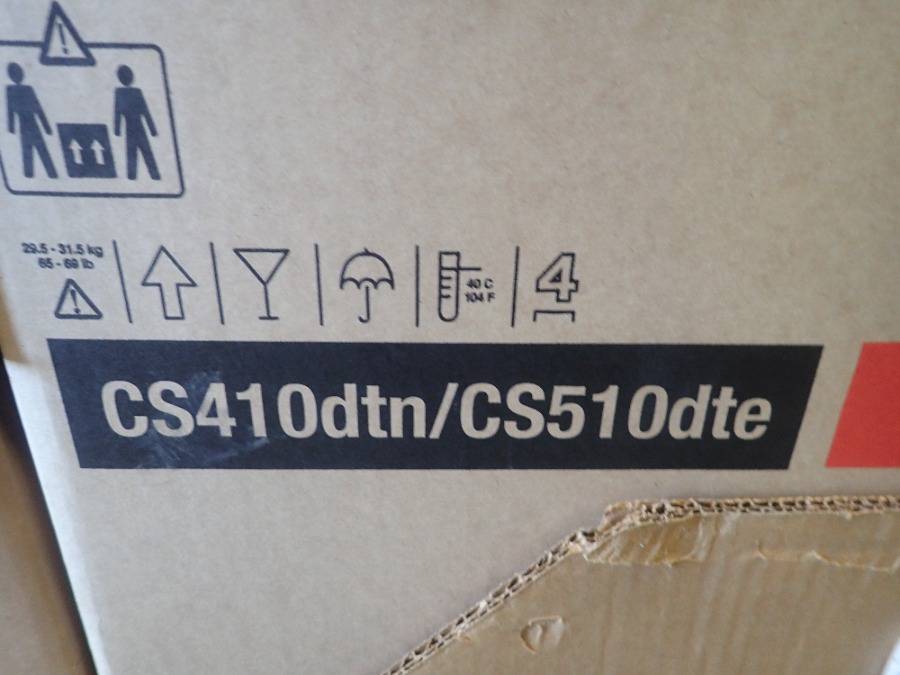 29.5 - 31.5 kg
65 - 69 lb
40 C
104 F
4
CS410dtn/CS510dte